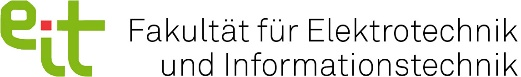 eit Fakultät für Elektrotechnik
und Informationstechnik